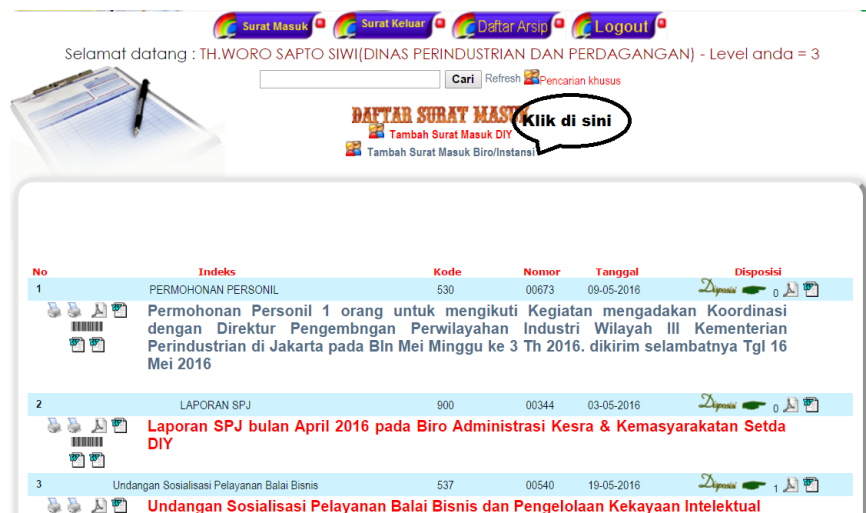 Surat Masuk Surat Keluar Daftar Arsip Logout
Selamat datang : TH.WORO SAPTO SIWI(DINAS PERINDUSTRIAN DAN PERDAGANGAN) - Level anda = 3
Cari Refresh Pencarian khusus
DAFTAR SURAT MASUK
Klik di sini
Tambah Surat Masuk DIY
Tambah Surat Masuk Biro/Instansi
No Indeks Kode Nomor Tanggal Disposisi
1 PERMOHONAN PERSONIL 530 00673 09-05-2016 Disposisi 0
Permohonan Personil 1 orang untuk mengikuti Kegiatan mengadakan Koordinasi
dengan Direktur Pengembngan Perwilayahan Industri Wilayah III Kementerian
Perindustrian di Jakarta pada Bln Mei Minggu ke 3 Th 2016. dikirim selambatnya Tgl 16
Mei 2016
2 LAPORAN SPJ 900 00344 03-05-2016 Disposisi 0
Laporan SPJ bulan April 2016 pada Biro Administrasi Kesra & Kemasyarakatan Setda
DIY
3 Undangan Sosialisasi Pelayanan Balai Bisnis 537 00540 19-05-2016 Disposisi 1
Undangan Sosialisasi Pelayanan Balai Bisnis dan Pengelolaan Kekayaan Intelektual